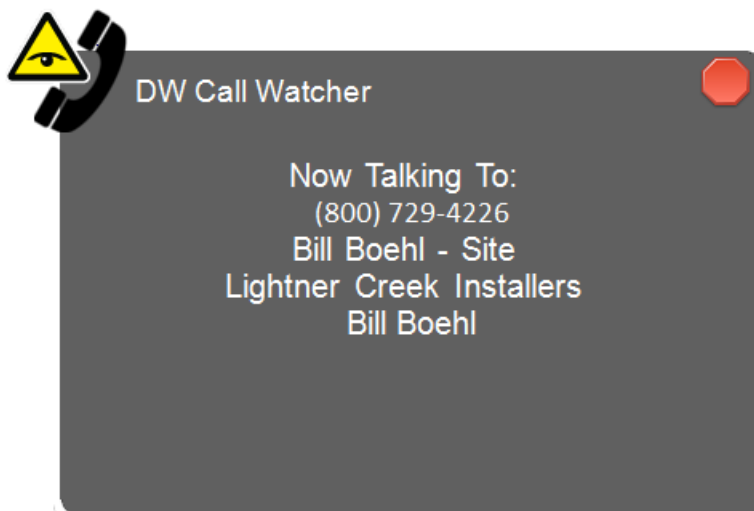 DW Call Watcher
Now Talking To:
(800) 729-4226
Bill Boehl - Site
Lightner Creek Installers
Bill Boehl